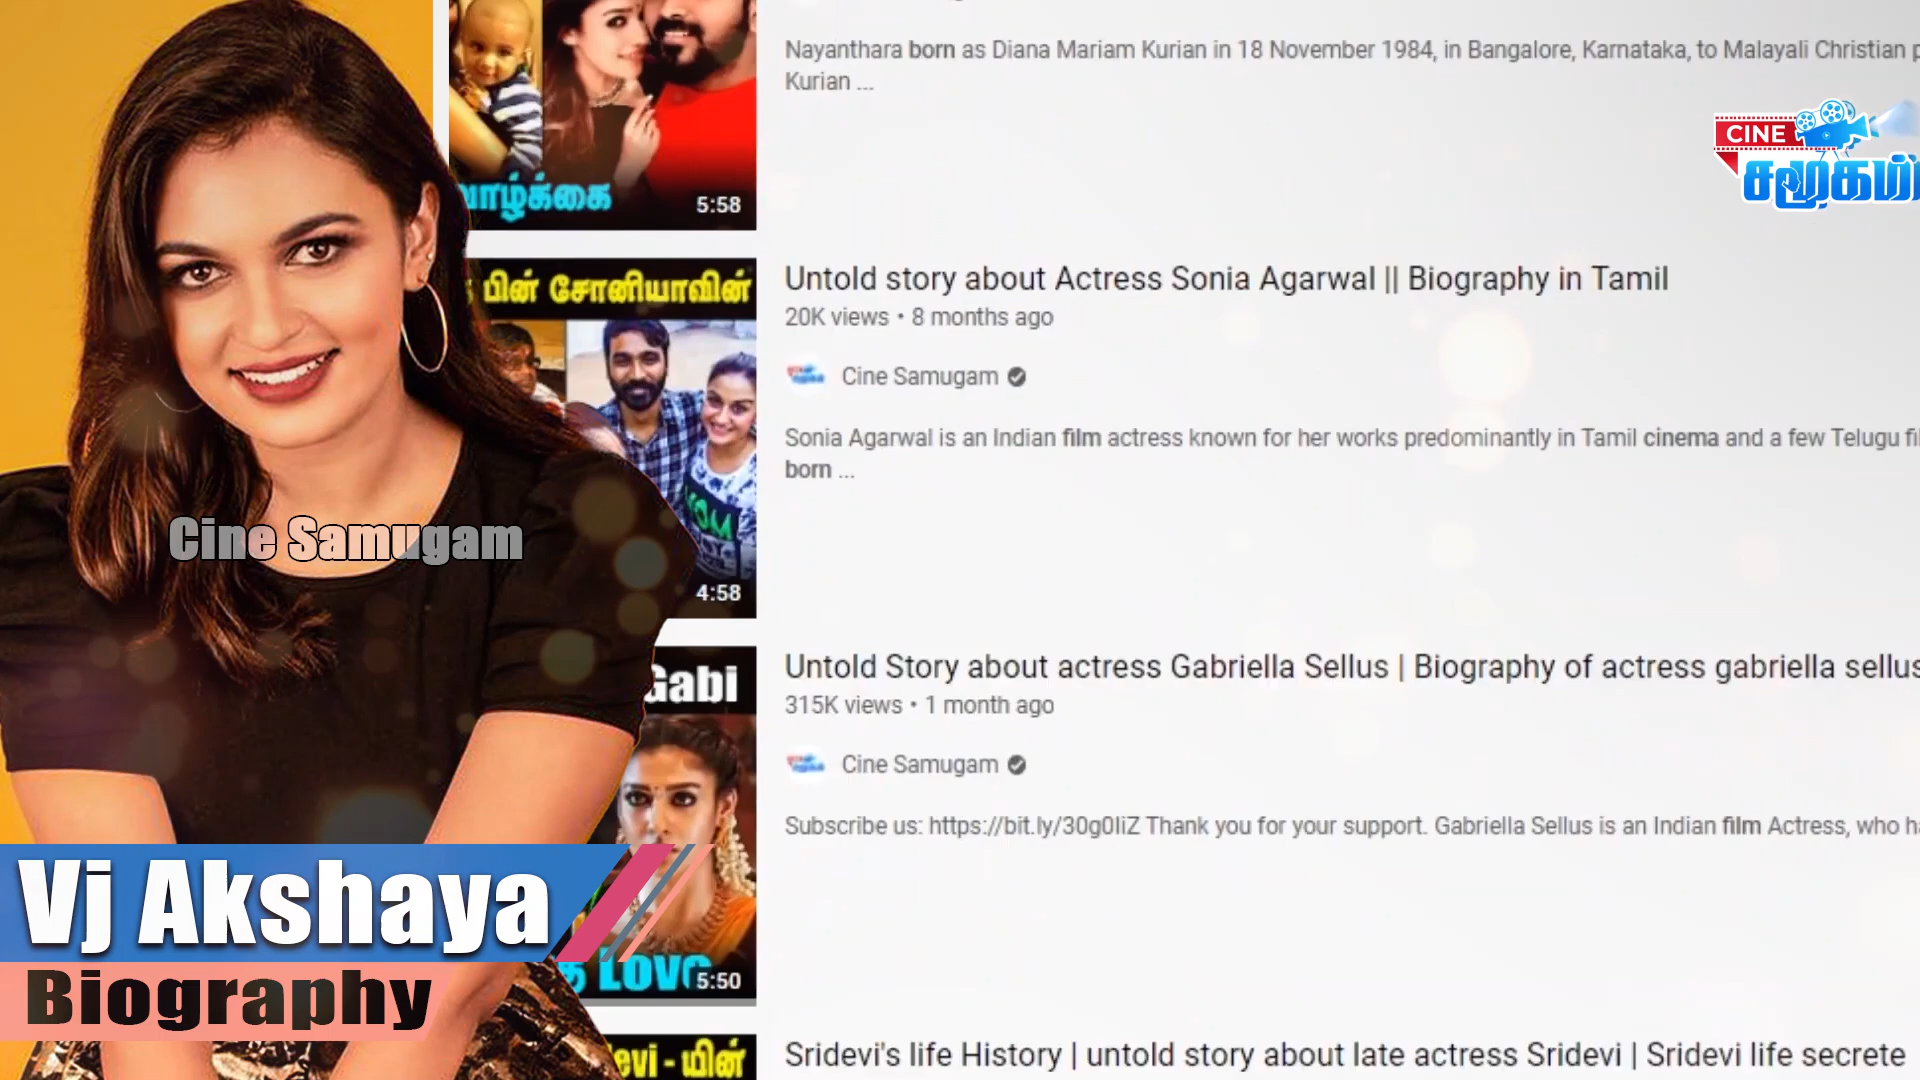 Nayanthara born as Diana Mariam Kurian in 18 November 1984, in Bangalore, Karnataka, to Malayali Christian
Kurian ...
வாழ்க்கை
5:58
CINE
சமூகம்
பின் சோனியாவின்
4:58
Untold story about Actress Sonia Agarwal || Biography in Tamil
20K views • 8 months ago
Cine Samugam
Sonia Agarwal is an Indian film actress known for her works predominantly in Tamil cinema and a few Telugu
born ...
Cine Samugam
Gabi
LOVE
5:50
Untold Story about actress Gabriella Sellus | Biography of actress gabriella sellus
315K views • 1 month ago
Cine Samugam
Subscribe us: https://bit.ly/30g0liZ Thank you for your support. Gabriella Sellus is an Indian film Actress, who
Vj Akshaya
Biography
evi - யின்
Sridevi's life History | untold story about late actress Sridevi | Sridevi life secrete